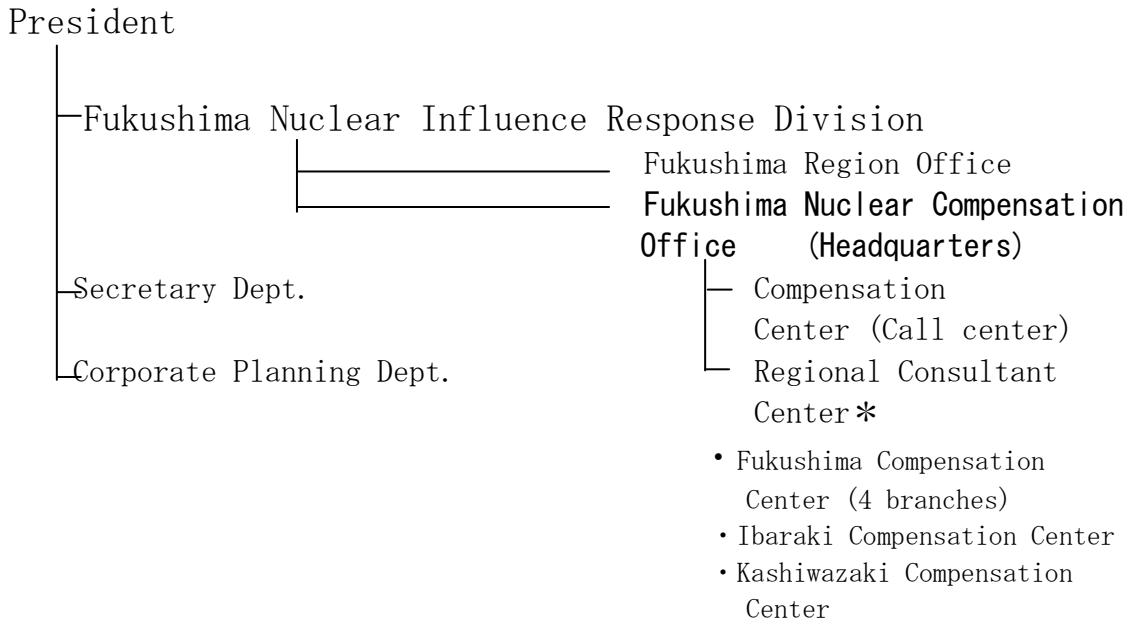 President
Fukushima Nuclear Influence Response Division
Fukushima Region Office
Fukushima Nuclear Compensation
Office (Headquarters)
Secretary Dept.
Compensation
Center (Call center)
Corporate Planning Dept.
Regional Consultant
Center＊
・Fukushima Compensation
Center (4 branches)
・Ibaraki Compensation Center
・Kashiwazaki Compensation
Center